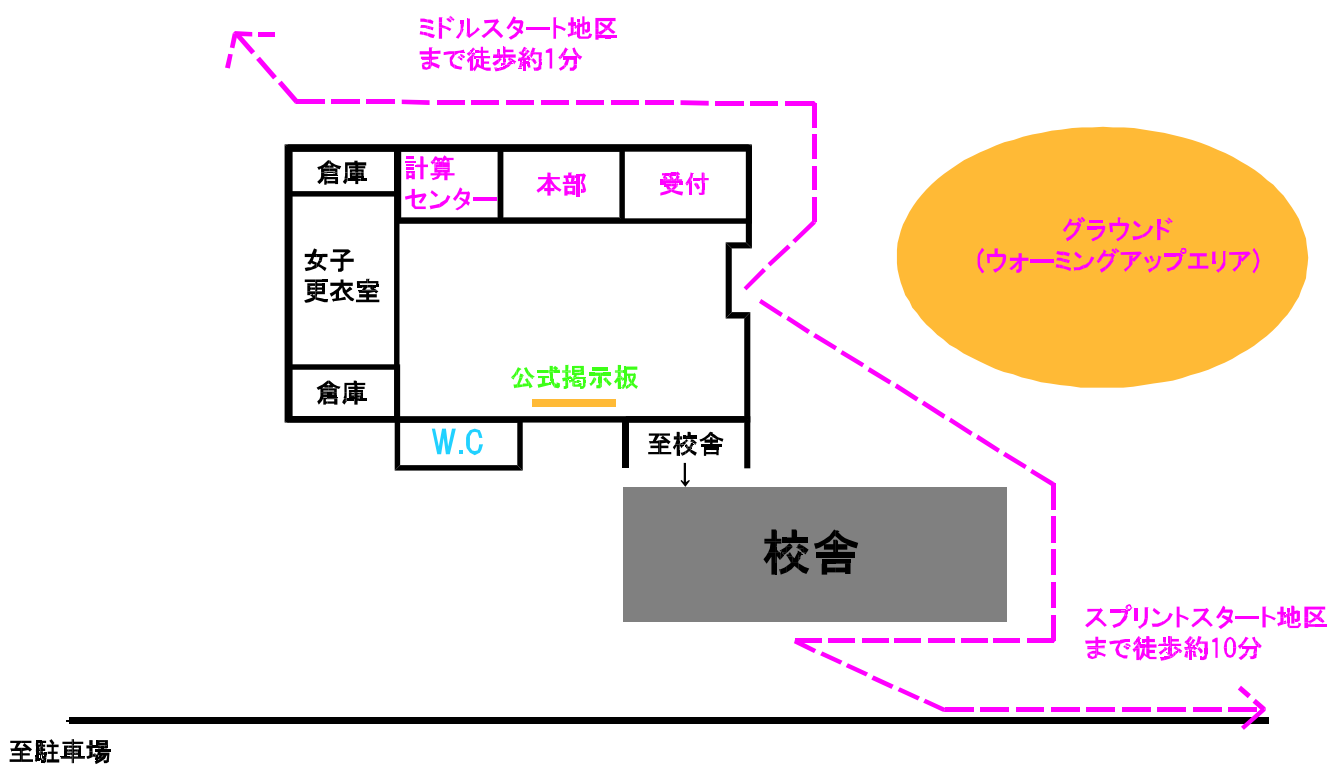 ミドルスタート地区
まで徒歩約1分
倉庫
計算
センター
本部
受付
グラウンド
(ウォーミングアップエリア)
女子
更衣室
公式掲示板
倉庫
W.C
至校舎
↓
校舎
スプリントスタート地区
まで徒歩約10分
至駐車場